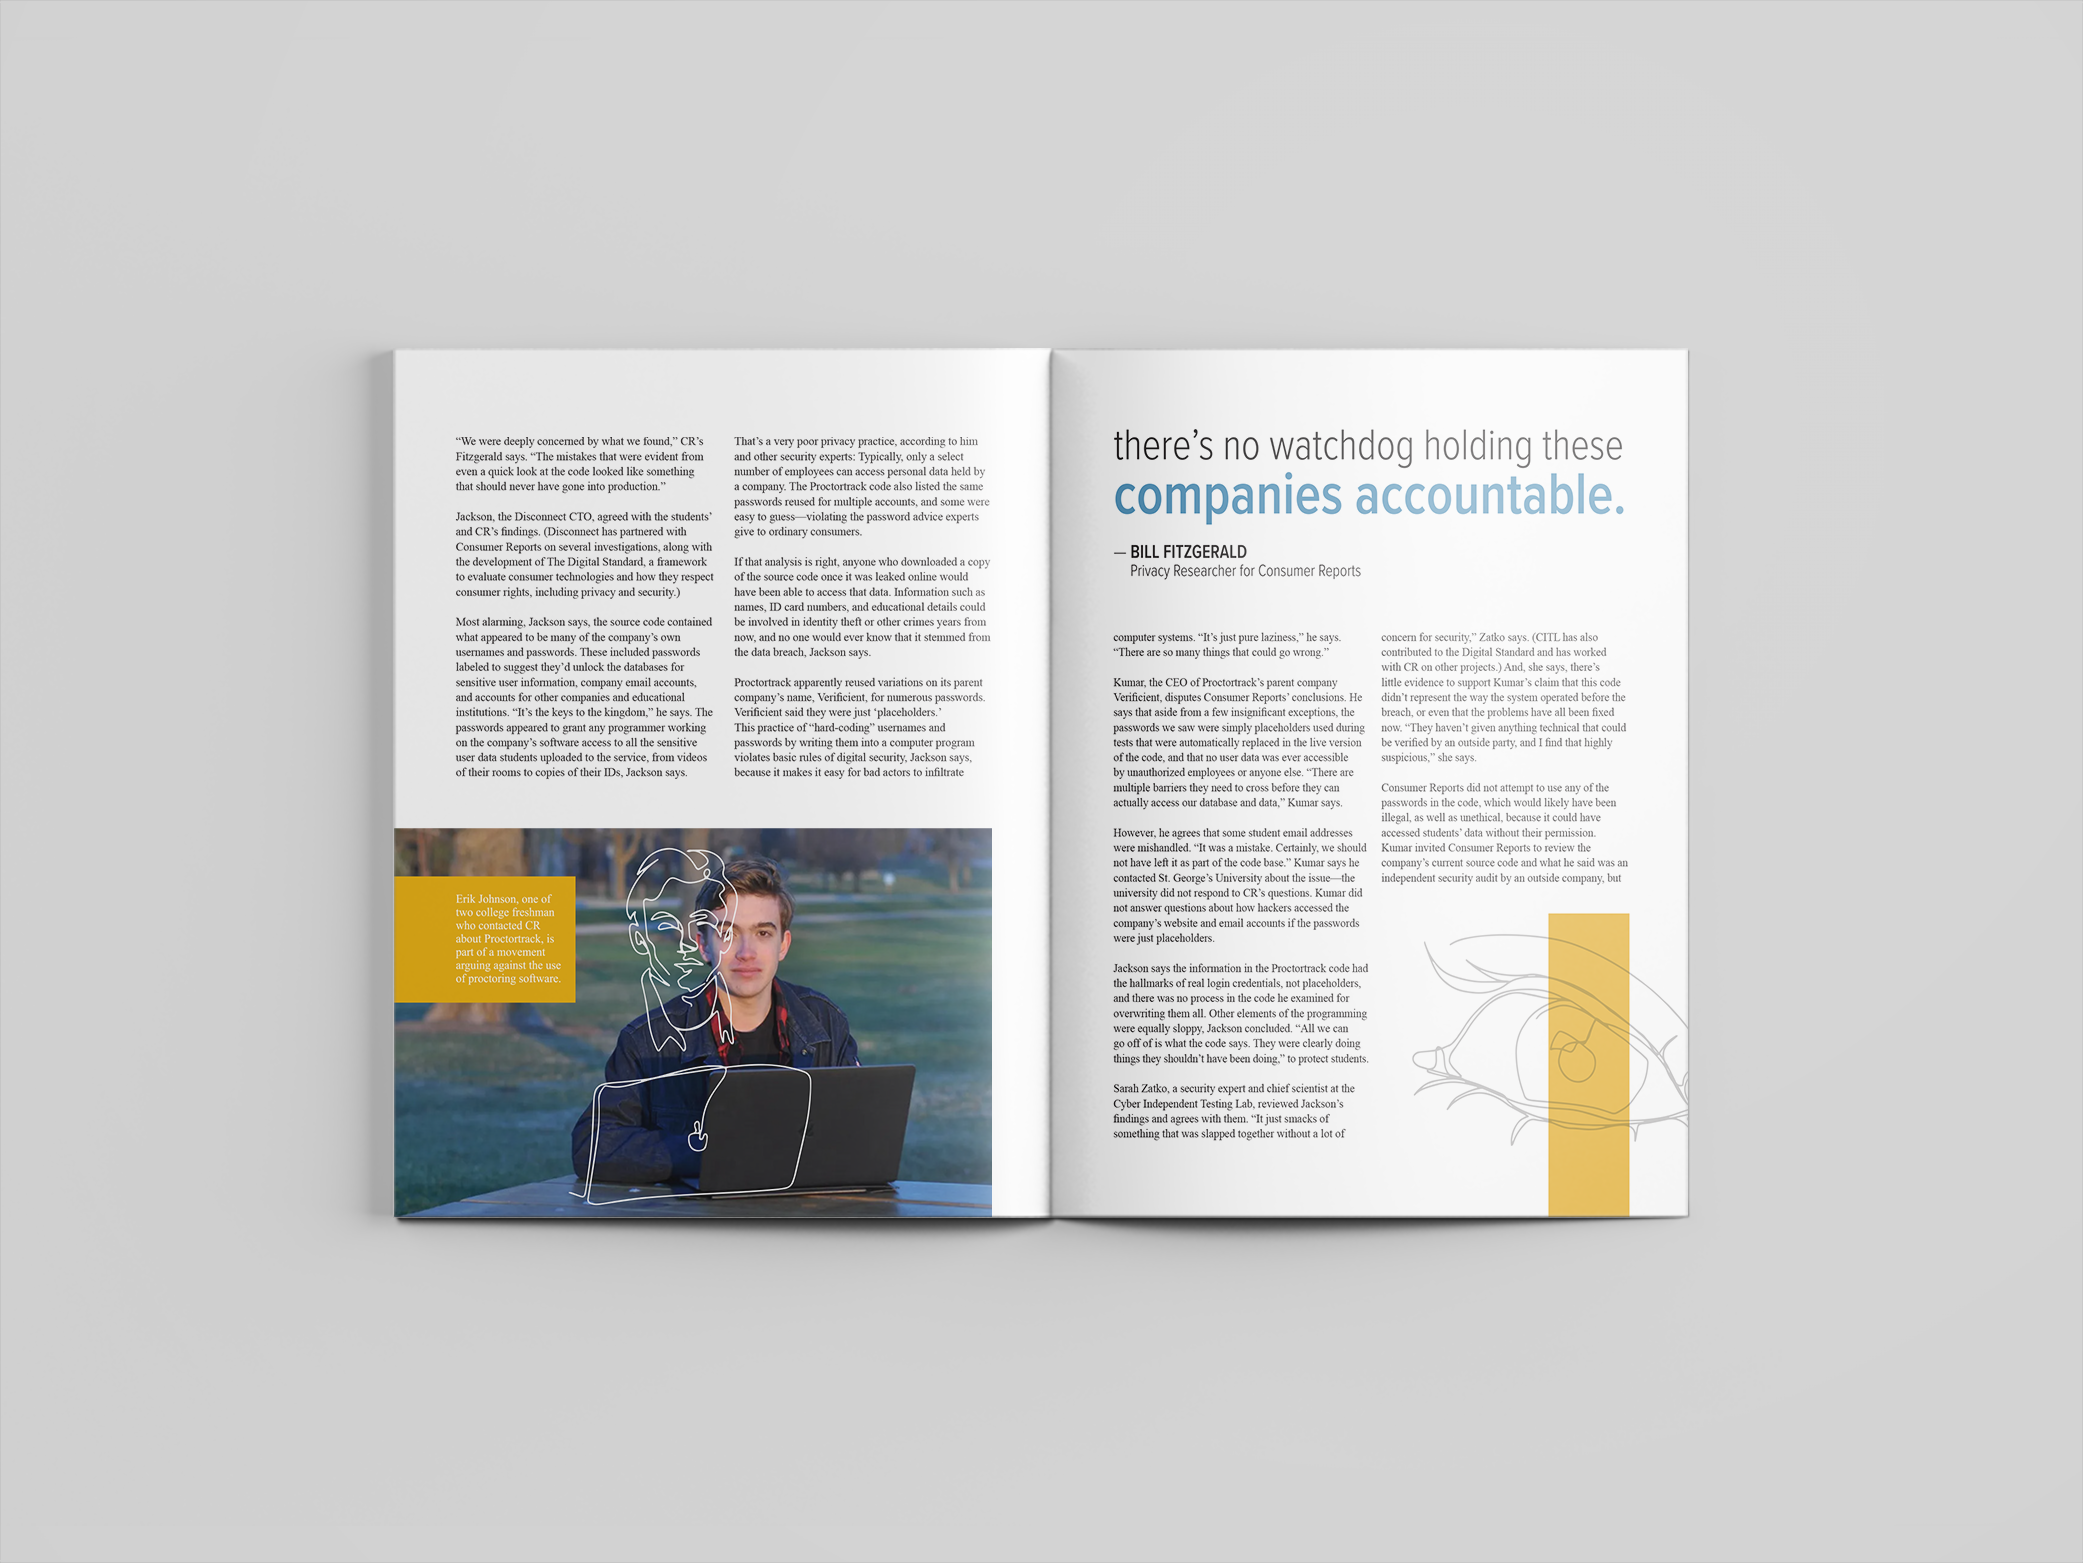 “We were deeply concerned by what we found,” CR’s
Fitzgerald says. “The mistakes that were evident from
even a quick look at the code looked like something
that should never have gone into production.”
Jackson, the Disconnect CTO, agreed with the students’
and CR’s findings. (Disconnect has partnered with
Consumer Reports on several investigations, along with
the development of The Digital Standard, a framework
to evaluate consumer technologies and how they respect
consumer rights, including privacy and security.)
Most alarming, Jackson says, the source code contained
what appeared to be many of the company’s own
usernames and passwords. These included passwords
labeled to suggest they’d unlock the databases for
sensitive user information, company email accounts,
and accounts for other companies and educational
institutions. “It’s the keys to the kingdom,” he says. The
passwords appeared to grant any programmer working
on the company’s software access to all the sensitive
user data students uploaded to the service, from videos
of their rooms to copies of their IDs, Jackson says.
That’s a very poor privacy practice, according to him
and other security experts: Typically, only a select
number of employees can access personal data held by
a company. The Proctortrack code also listed the same
passwords reused for multiple accounts, and some were
easy to guess—violating the password advice experts
give to ordinary consumers.
If that analysis is right, anyone who downloaded a copy
of the source code once it was leaked online would
have been able to access that data. Information such as
names, ID card numbers, and educational details could
be involved in identity theft or other crimes years from
now, and no one would ever know that it stemmed from
the data breach, Jackson says.
Proctortrack apparently reused variations on its parent
company’s name, Verificient, for numerous passwords.
Verificient said they were just ‘placeholders.’
This practice of “hard-coding” usernames and
passwords by writing them into a computer program
violates basic rules of digital security, Jackson says,
because it makes it easy for bad actors to infiltrate
Erik Johnson, one of
two college freshman
who contacted CR
about Proctortrack, is
part of a movement
arguing against the use
of proctoring software.
there’s no watchdog holding these
companies accountable.
— BILL FITZGERALD
Privacy Researcher for Consumer Reports
computer systems. “It’s just pure laziness,” he says.
“There are so many things that could go wrong.”
Kumar, the CEO of Proctortrack’s parent company
Verificient, disputes Consumer Reports’ conclusions. He
says that aside from a few insignificant exceptions, the
passwords we saw were simply placeholders used during
tests that were automatically replaced in the live version
of the code, and that no user data was ever accessible
by unauthorized employees or anyone else. “There are
multiple barriers they need to cross before they can
actually access our database and data,” Kumar says.
However, he agrees that some student email addresses
were mishandled. “It was a mistake. Certainly, we should
not have left it as part of the code base.” Kumar says he
contacted St. George’s University about the issue—the
university did not respond to CR’s questions. Kumar did
not answer questions about how hackers accessed the
company’s website and email accounts if the passwords
were just placeholders.
Jackson says the information in the Proctortrack code had
the hallmarks of real login credentials, not placeholders,
and there was no process in the code he examined for
overwriting them all. Other elements of the programming
were equally sloppy, Jackson concluded. “All we can
go off of is what the code says. They were clearly doing
things they shouldn’t have been doing,” to protect students.
Sarah Zatko, a security expert and chief scientist at the
Cyber Independent Testing Lab, reviewed Jackson’s
findings and agrees with them. “It just smacks of
something that was slapped together without a lot of
concern for security,” Zatko says. (CITL has also
contributed to the Digital Standard and has worked
with CR on other projects.) And, she says, there’s
little evidence to support Kumar’s claim that this code
didn’t represent the way the system operated before the
breach, or even that the problems have all been fixed
now. “They haven’t given anything technical that could
be verified by an outside party, and I find that highly
suspicious,” she says.
Consumer Reports did not attempt to use any of the
passwords in the code, which would likely have been
illegal, as well as unethical, because it could have
accessed students’ data without their permission.
Kumar invited Consumer Reports to review the
company’s current source code and what he said was an
independent security audit by an outside company, but